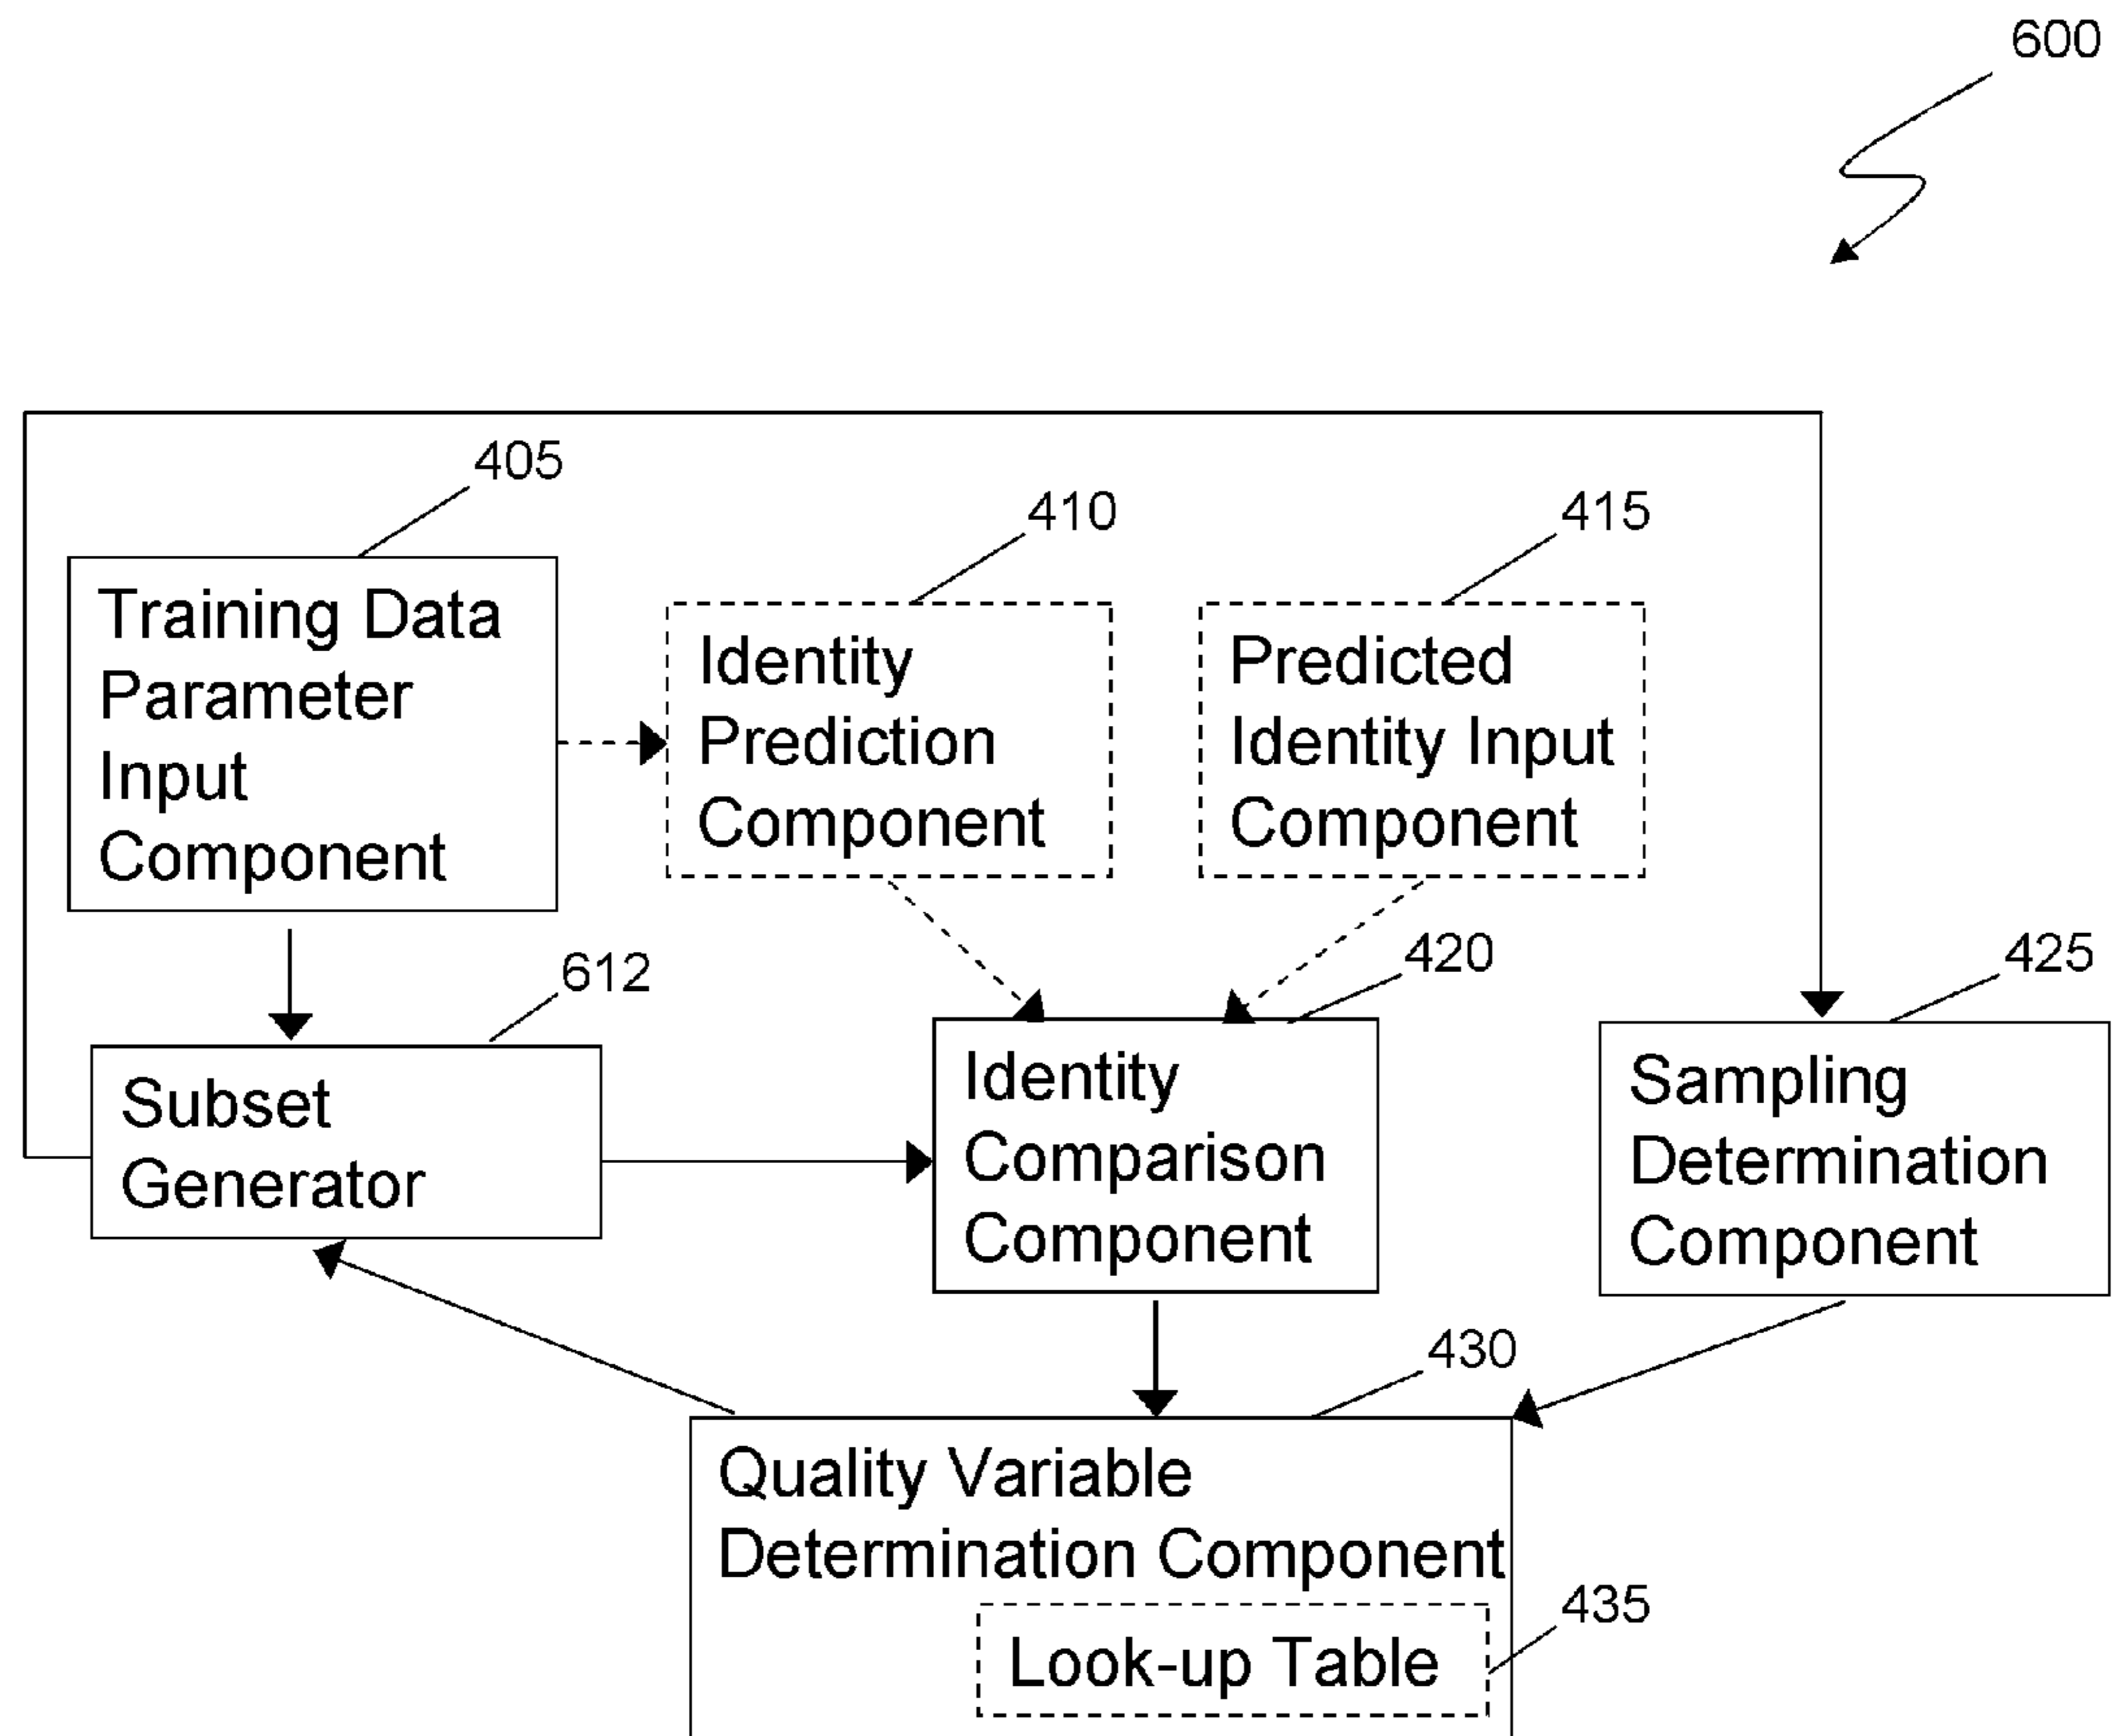 600
405
410
415
Training Data
Parameter
Input
Component
Identity
Prediction
Component
Predicted
Identity Input
Component
612
420
425
Subset
Generator
Identity
Comparison
Component
Sampling
Determination
Component
430
Quality Variable
Determination Component
435
Look-up Table